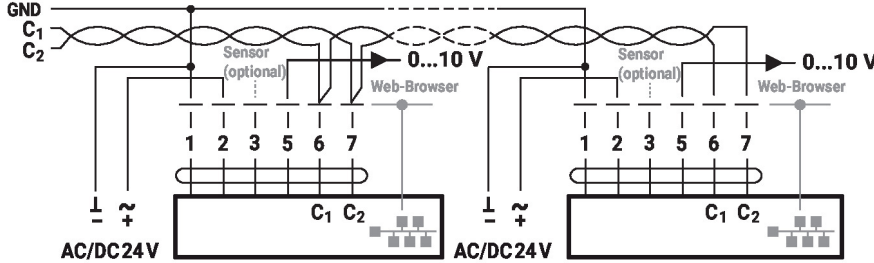 GND
C₁
C₂
Sensor
(optional)
0...10 V
Web-Browser
1 2 3 5 6 7
⊥ ~
– +
C₁ C₂
AC/DC 24 V
Sensor
(optional)
0...10 V
Web-Browser
1 2 3 5 6 7
⊥ ~
– +
C₁ C₂
AC/DC 24 V